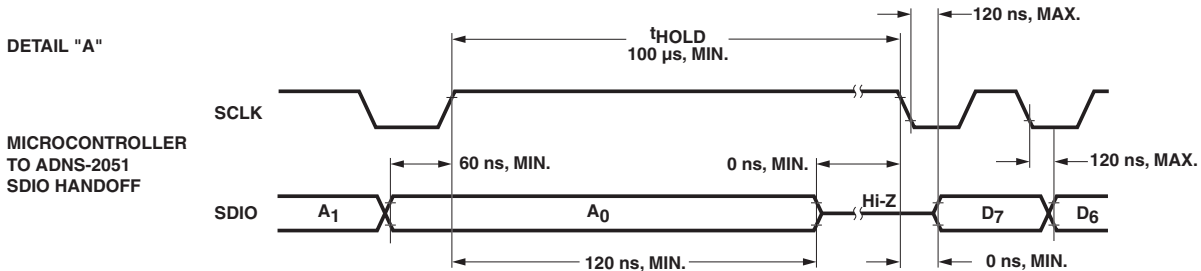 DETAIL "A"
tHOLD
100 µs, MIN.
120 ns, MAX.
SCLK
MICROCONTROLLER
TO ADNS-2051
SDIO HANDOFF
60 ns, MIN.
0 ns, MIN.
120 ns, MAX.
SDIO
A1
A0
Hi-Z
D7
D6
120 ns, MIN.
0 ns, MIN.